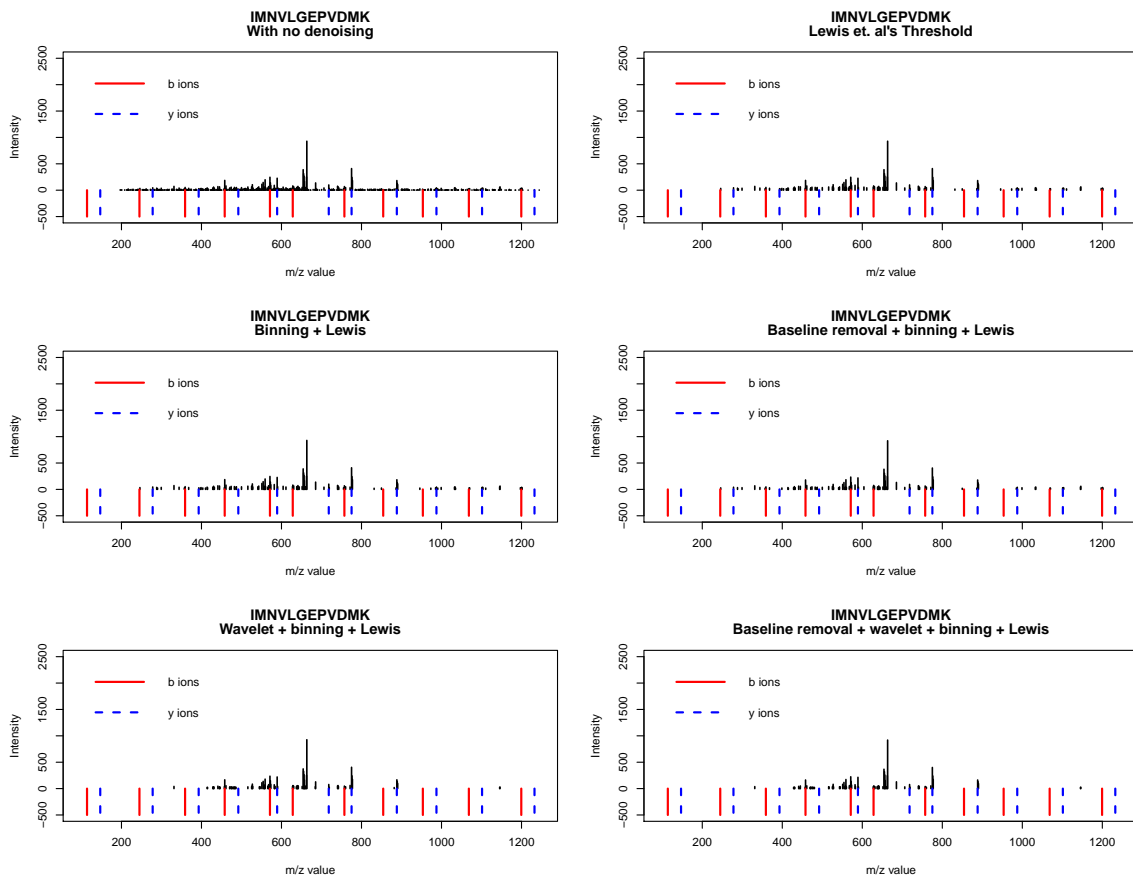 IMNVLGEPVDMK
With no denoising
2500
1500
500
0
−500
Intensity
b ions
y ions
200 400 600 800 1000 1200
m/z value
IMNVLGEPVDMK
Lewis et. al's Threshold
2500
1500
500
0
−500
Intensity
b ions
y ions
200 400 600 800 1000 1200
m/z value
IMNVLGEPVDMK
Binning + Lewis
2500
1500
500
0
−500
Intensity
b ions
y ions
200 400 600 800 1000 1200
m/z value
IMNVLGEPVDMK
Baseline removal + binning + Lewis
2500
1500
500
0
−500
Intensity
b ions
y ions
200 400 600 800 1000 1200
m/z value
IMNVLGEPVDMK
Wavelet + binning + Lewis
2500
1500
500
0
−500
Intensity
b ions
y ions
200 400 600 800 1000 1200
m/z value
IMNVLGEPVDMK
Baseline removal + wavelet + binning + Lewis
2500
1500
500
0
−500
Intensity
b ions
y ions
200 400 600 800 1000 1200
m/z value